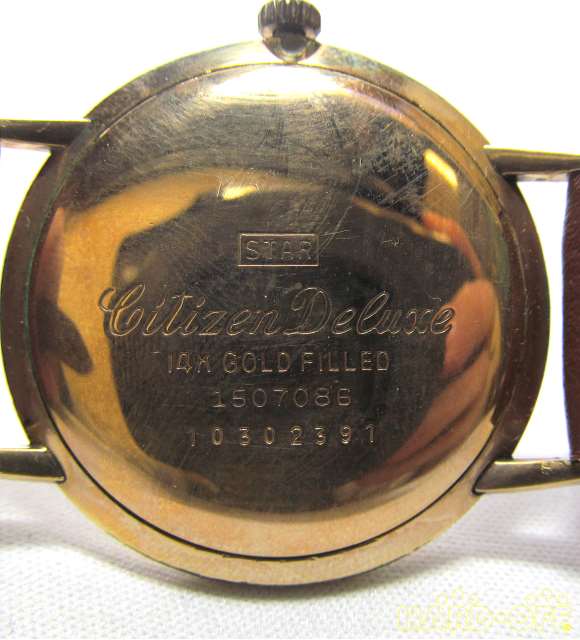 STAR
Citizen Deluxe
14K GOLD FILLED
1507086
10302391